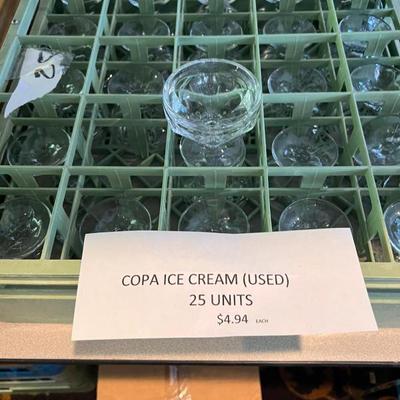 COPA ICE CREAM (USED)
25 UNITS
$4.94 EACH